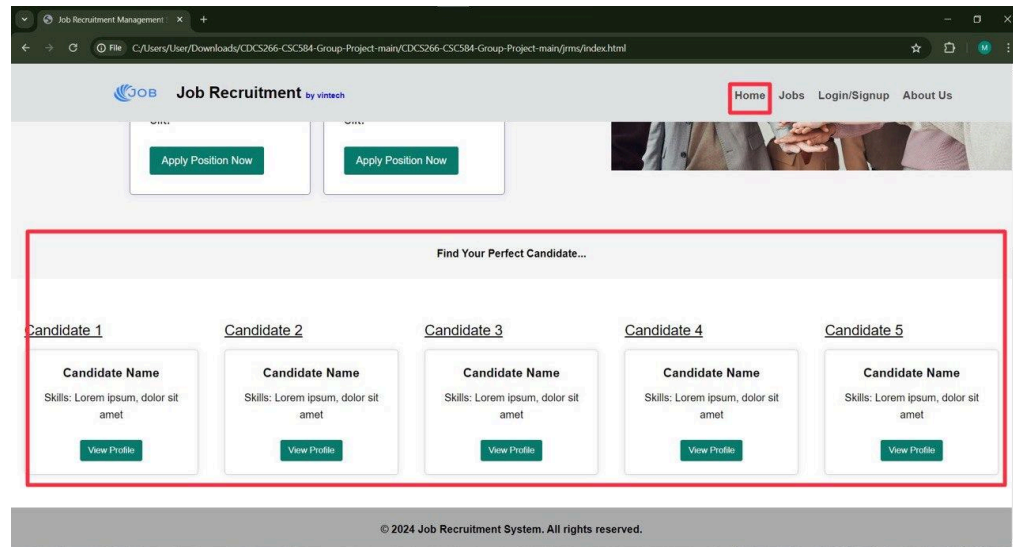 Job Recruitment Management
File C:/Users/User/Downloads/CDCS266-CSC584-Group-Project-main/CDCS266-CSC584-Group-Project-main/jrms/index.html
M
JOB Job Recruitment by vintech Home Jobs Login/Signup About Us
Apply Position Now Apply Position Now
Find Your Perfect Candidate...
Candidate 1 Candidate 2 Candidate 3 Candidate 4 Candidate 5
Candidate Name Candidate Name Candidate Name Candidate Name Candidate Name
Skills: Lorem ipsum, dolor sit Skills: Lorem ipsum, dolor sit Skills: Lorem ipsum, dolor sit Skills: Lorem ipsum, dolor sit Skills: Lorem ipsum, dolor sit
amet amet amet amet amet
View Profile View Profile View Profile View Profile View Profile
© 2024 Job Recruitment System. All rights reserved.